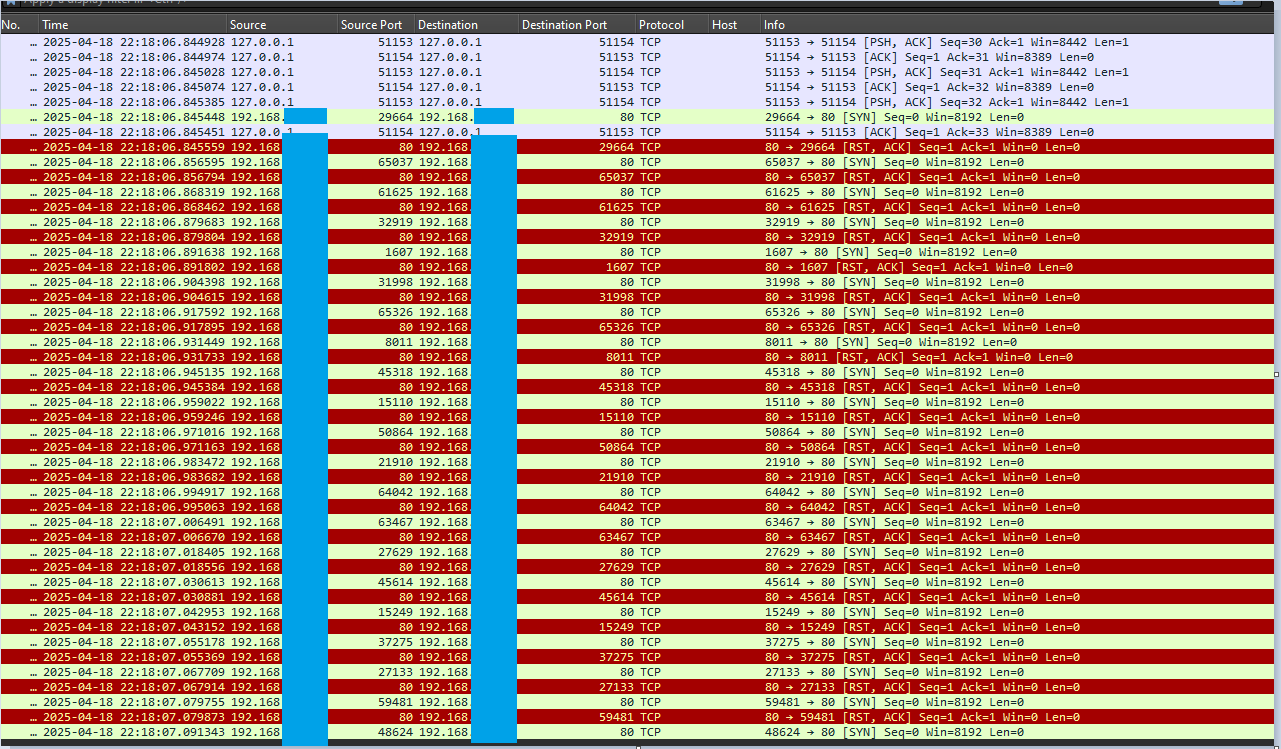 No. Time Source Source Port Destination Destination Port Protocol Host Info
… 2025-04-18 22:18:06.844928 127.0.0.1 51153 127.0.0.1 51154 TCP 51153 → 51154 [PSH, ACK] Seq=30 Ack=1 Win=8442 Len=1
… 2025-04-18 22:18:06.844974 127.0.0.1 51154 127.0.0.1 51153 TCP 51154 → 51153 [ACK] Seq=1 Ack=31 Win=8389 Len=0
… 2025-04-18 22:18:06.845028 127.0.0.1 51153 127.0.0.1 51154 TCP 51153 → 51154 [PSH, ACK] Seq=31 Ack=1 Win=8442 Len=1
… 2025-04-18 22:18:06.845074 127.0.0.1 51154 127.0.0.1 51153 TCP 51154 → 51153 [ACK] Seq=1 Ack=32 Win=8389 Len=0
… 2025-04-18 22:18:06.845385 127.0.0.1 51153 127.0.0.1 51154 TCP 51153 → 51154 [PSH, ACK] Seq=32 Ack=1 Win=8442 Len=1
… 2025-04-18 22:18:06.845448 192.168. 29664 192.168. 80 TCP 29664 → 80 [SYN] Seq=0 Win=8192 Len=0
… 2025-04-18 22:18:06.845451 127.0.0.1 51154 127.0.0.1 51153 TCP 51154 → 51153 [ACK] Seq=1 Ack=33 Win=8389 Len=0
… 2025-04-18 22:18:06.845559 192.168 80 192.168. 29664 TCP 80 → 29664 [RST, ACK] Seq=1 Ack=1 Win=0 Len=0
… 2025-04-18 22:18:06.856595 192.168 65037 192.168. 80 TCP 65037 → 80 [SYN] Seq=0 Win=8192 Len=0
… 2025-04-18 22:18:06.856794 192.168 80 192.168. 65037 TCP 80 → 65037 [RST, ACK] Seq=1 Ack=1 Win=0 Len=0
… 2025-04-18 22:18:06.868319 192.168 61625 192.168. 80 TCP 61625 → 80 [SYN] Seq=0 Win=8192 Len=0
… 2025-04-18 22:18:06.868462 192.168 80 192.168. 61625 TCP 80 → 61625 [RST, ACK] Seq=1 Ack=1 Win=0 Len=0
… 2025-04-18 22:18:06.879683 192.168 32919 192.168. 80 TCP 32919 → 80 [SYN] Seq=0 Win=8192 Len=0
… 2025-04-18 22:18:06.879804 192.168 80 192.168. 32919 TCP 80 → 32919 [RST, ACK] Seq=1 Ack=1 Win=0 Len=0
… 2025-04-18 22:18:06.891638 192.168 1607 192.168. 80 TCP 1607 → 80 [SYN] Seq=0 Win=8192 Len=0
… 2025-04-18 22:18:06.891802 192.168 80 192.168. 1607 TCP 80 → 1607 [RST, ACK] Seq=1 Ack=1 Win=0 Len=0
… 2025-04-18 22:18:06.904398 192.168 31998 192.168. 80 TCP 31998 → 80 [SYN] Seq=0 Win=8192 Len=0
… 2025-04-18 22:18:06.904615 192.168 80 192.168. 31998 TCP 80 → 31998 [RST, ACK] Seq=1 Ack=1 Win=0 Len=0
… 2025-04-18 22:18:06.917592 192.168 65326 192.168. 80 TCP 65326 → 80 [SYN] Seq=0 Win=8192 Len=0
… 2025-04-18 22:18:06.917895 192.168 80 192.168. 65326 TCP 80 → 65326 [RST, ACK] Seq=1 Ack=1 Win=0 Len=0
… 2025-04-18 22:18:06.931449 192.168 8011 192.168. 80 TCP 8011 → 80 [SYN] Seq=0 Win=8192 Len=0
… 2025-04-18 22:18:06.931733 192.168 80 192.168. 8011 TCP 80 → 8011 [RST, ACK] Seq=1 Ack=1 Win=0 Len=0
… 2025-04-18 22:18:06.945135 192.168 45318 192.168. 80 TCP 45318 → 80 [SYN] Seq=0 Win=8192 Len=0
… 2025-04-18 22:18:06.945384 192.168 80 192.168. 45318 TCP 80 → 45318 [RST, ACK] Seq=1 Ack=1 Win=0 Len=0
… 2025-04-18 22:18:06.959022 192.168 15110 192.168. 80 TCP 15110 → 80 [SYN] Seq=0 Win=8192 Len=0
… 2025-04-18 22:18:06.959246 192.168 80 192.168. 15110 TCP 80 → 15110 [RST, ACK] Seq=1 Ack=1 Win=0 Len=0
… 2025-04-18 22:18:06.971016 192.168 50864 192.168. 80 TCP 50864 → 80 [SYN] Seq=0 Win=8192 Len=0
… 2025-04-18 22:18:06.971163 192.168 80 192.168. 50864 TCP 80 → 50864 [RST, ACK] Seq=1 Ack=1 Win=0 Len=0
… 2025-04-18 22:18:06.983472 192.168 21910 192.168. 80 TCP 21910 → 80 [SYN] Seq=0 Win=8192 Len=0
… 2025-04-18 22:18:06.983682 192.168 80 192.168. 21910 TCP 80 → 21910 [RST, ACK] Seq=1 Ack=1 Win=0 Len=0
… 2025-04-18 22:18:06.994917 192.168 64042 192.168. 80 TCP 64042 → 80 [SYN] Seq=0 Win=8192 Len=0
… 2025-04-18 22:18:06.995063 192.168 80 192.168. 64042 TCP 80 → 64042 [RST, ACK] Seq=1 Ack=1 Win=0 Len=0
… 2025-04-18 22:18:07.006491 192.168 63467 192.168. 80 TCP 63467 → 80 [SYN] Seq=0 Win=8192 Len=0
… 2025-04-18 22:18:07.006670 192.168 80 192.168. 63467 TCP 80 → 63467 [RST, ACK] Seq=1 Ack=1 Win=0 Len=0
… 2025-04-18 22:18:07.018405 192.168 27629 192.168. 80 TCP 27629 → 80 [SYN] Seq=0 Win=8192 Len=0
… 2025-04-18 22:18:07.018556 192.168 80 192.168. 27629 TCP 80 → 27629 [RST, ACK] Seq=1 Ack=1 Win=0 Len=0
… 2025-04-18 22:18:07.030613 192.168 45614 192.168. 80 TCP 45614 → 80 [SYN] Seq=0 Win=8192 Len=0
… 2025-04-18 22:18:07.030881 192.168 80 192.168. 45614 TCP 80 → 45614 [RST, ACK] Seq=1 Ack=1 Win=0 Len=0
… 2025-04-18 22:18:07.042953 192.168 15249 192.168. 80 TCP 15249 → 80 [SYN] Seq=0 Win=8192 Len=0
… 2025-04-18 22:18:07.043152 192.168 80 192.168. 15249 TCP 80 → 15249 [RST, ACK] Seq=1 Ack=1 Win=0 Len=0
… 2025-04-18 22:18:07.055178 192.168 37275 192.168. 80 TCP 37275 → 80 [SYN] Seq=0 Win=8192 Len=0
… 2025-04-18 22:18:07.055369 192.168 80 192.168. 37275 TCP 80 → 37275 [RST, ACK] Seq=1 Ack=1 Win=0 Len=0
… 2025-04-18 22:18:07.067709 192.168 27133 192.168. 80 TCP 27133 → 80 [SYN] Seq=0 Win=8192 Len=0
… 2025-04-18 22:18:07.067914 192.168 80 192.168. 27133 TCP 80 → 27133 [RST, ACK] Seq=1 Ack=1 Win=0 Len=0
… 2025-04-18 22:18:07.079755 192.168 59481 192.168. 80 TCP 59481 → 80 [SYN] Seq=0 Win=8192 Len=0
… 2025-04-18 22:18:07.079873 192.168 80 192.168. 59481 TCP 80 → 59481 [RST, ACK] Seq=1 Ack=1 Win=0 Len=0
… 2025-04-18 22:18:07.091343 192.168 48624 192.168. 80 TCP 48624 → 80 [SYN] Seq=0 Win=8192 Len=0